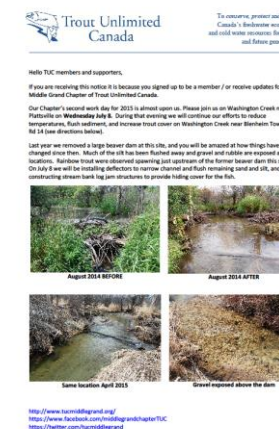 Trout Unlimited
Canada
To conserve, protect and
Canada's freshwater
and cold water resources
and future
Hello TUC members and supporters,
If you are receiving this notice it is because you signed up to be a member / or receive updates
Middle Grand Chapter of Trout Unlimited Canada.
Our Chapter's second work day for 2015 is almost upon us. Please join us on Washington Creek
Plattsville on Wednesday July 8. During that evening we will continue our efforts to reduce
temperatures, flush sediment, and increase trout cover on Washington Creek near Blenheim
Rd 14 (see directions below).
Last year we removed a large beaver dam at this site, and you will be amazed at how things have
changed since then. Much of the silt has been flushed away and gravel and rubble are exposed
locations. Rainbow trout were observed spawning just upstream of the former beaver dam this
On July 8 we will be installing deflectors to narrow channel and flush remaining sand and silt,
constructing stream bank log jam structures to provide hiding cover for the fish.
August 2014 BEFORE
August 2014 AFTER
Same location April 2015
Gravel exposed above the dam
http://www.tucmiddlegrand.org/
https://www.facebook.com/middlegrandchapterTUC
https://twitter.com/tucmiddlegrand